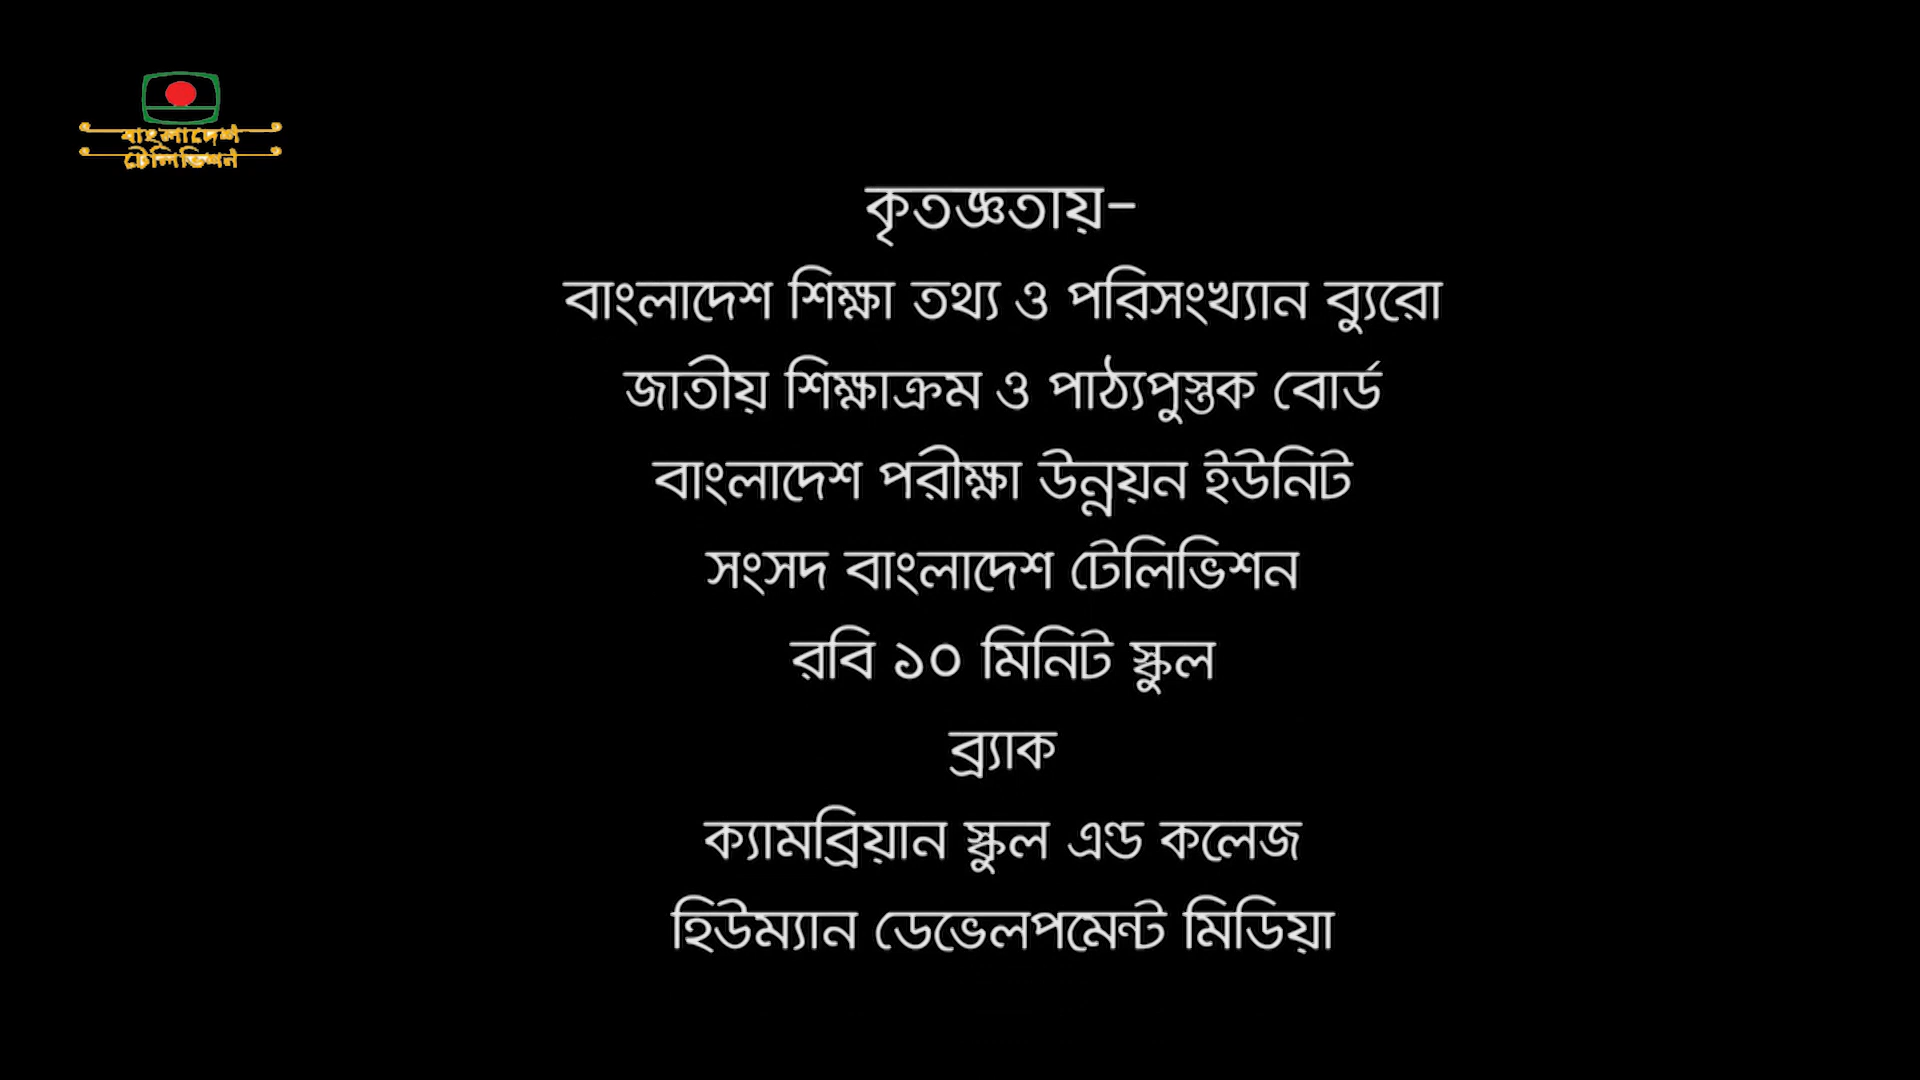 বাংলাদেশ
টেলিভিশন
কৃতজ্ঞতায়–
বাংলাদেশ শিক্ষা তথ্য ও পরিসংখ্যান ব্যুরো
জাতীয় শিক্ষাক্রম ও পাঠ্যপুস্তক বোর্ড
বাংলাদেশ পরীক্ষা উন্নয়ন ইউনিট
সংসদ বাংলাদেশ টেলিভিশন
রবি ১০ মিনিট স্কুল
ব্র্যাক
ক্যামব্রিয়ান স্কুল এণ্ড কলেজ
হিউম্যান ডেভেলপমেন্ট মিডিয়া